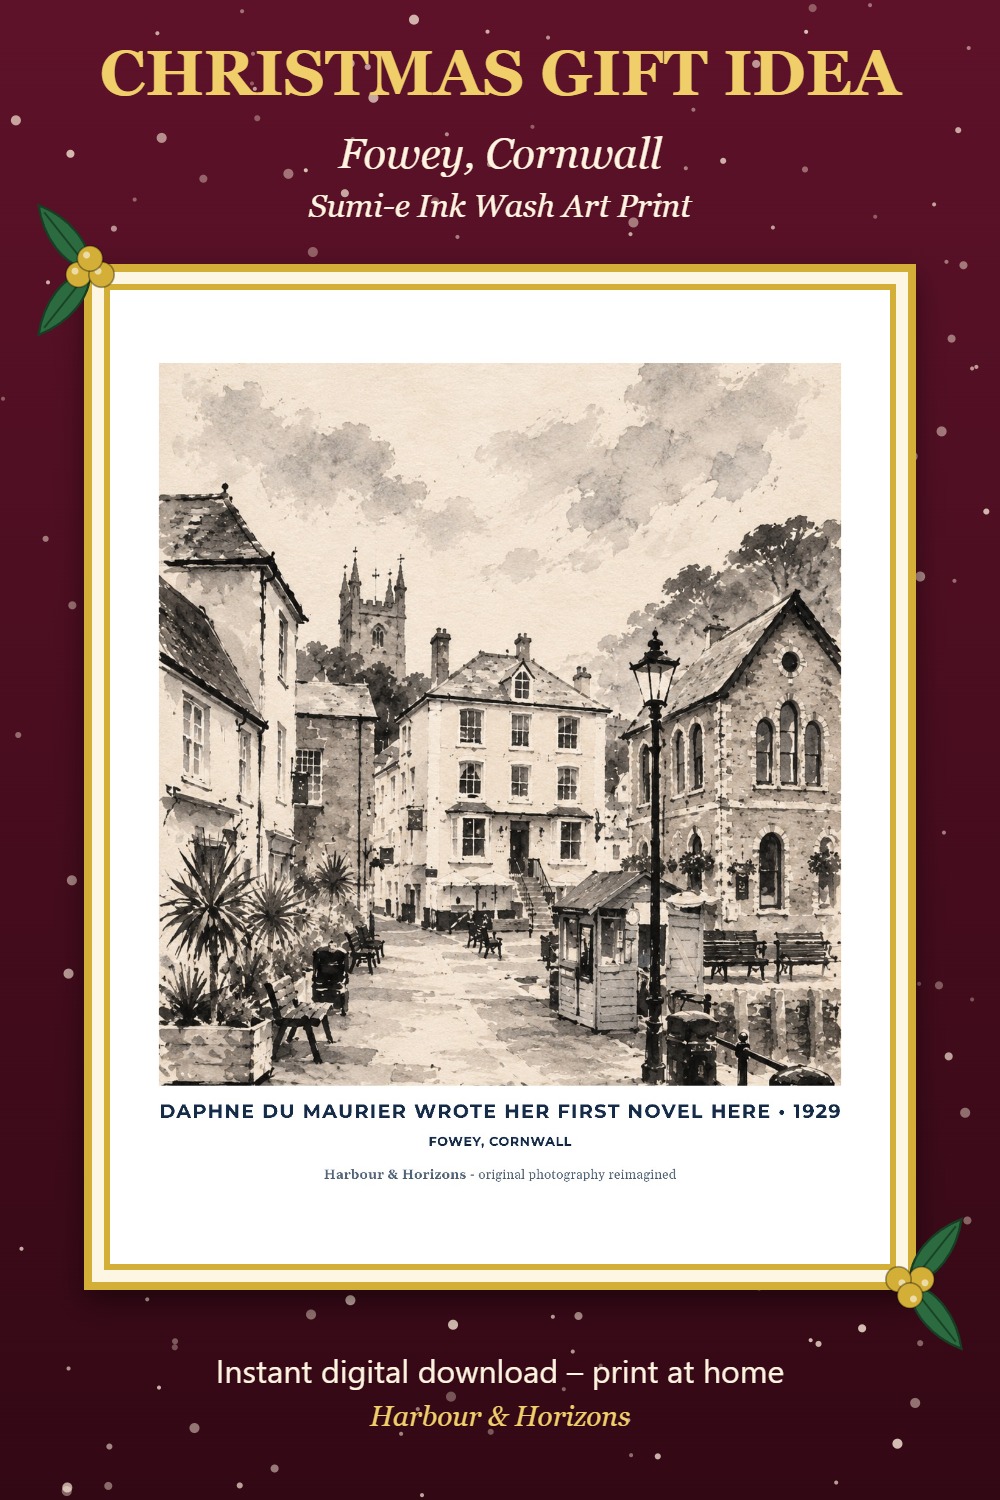 CHRISTMAS GIFT IDEA
Fowey, Cornwall
Sumi-e Ink Wash Art Print
DAPHNE DU MAURIER WROTE HER FIRST NOVEL HERE • 1929
FOWEY, CORNWALL
Harbour & Horizons - original photography reimagined
Instant digital download – print at home
Harbour & Horizons